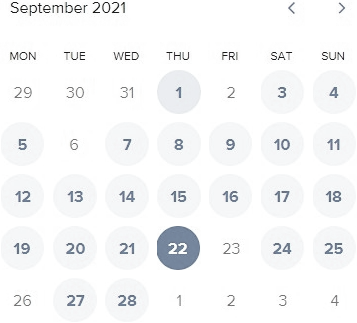 September 2021
MON TUE WED THU FRI SAT SUN
29 30 31 1 2 3 4
5 6 7 8 9 10 11
12 13 14 15 16 17 18
19 20 21 22 23 24 25
26 27 28 1 2 3 4